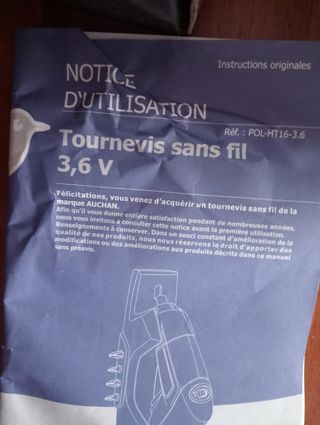 Instructions originales
NOTICE
D'UTILISATION
Réf. : POL-HT16-3.6
Tournevis sans fil
3,6 V
Félicitations, vous venez d'acquérir un tournevis sans fil de la
marque AUCHAN.
Afin qu'il vous donne entière satisfaction pendant de nombreuses années,
nous vous invitons à consulter cette notice avant la première utilisation.
Renseignements à conserver. Dans un souci constant d'amélioration de la
qualité de nos produits, nous nous réservons le droit d'apporter des
modifications ou des améliorations aux produits décrits dans ce manuel
sans préavis.